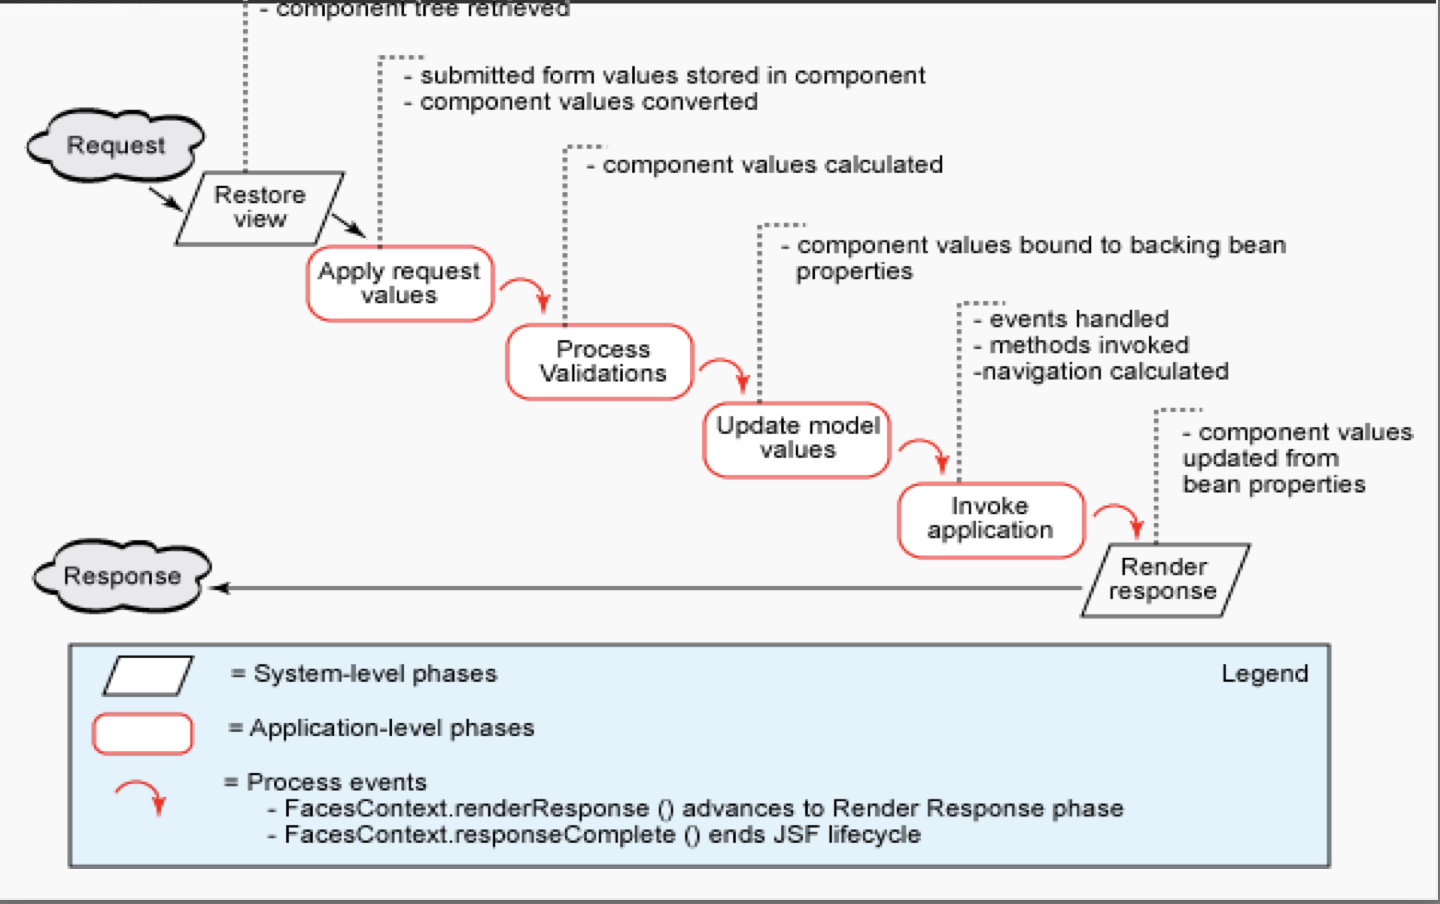 - component tree retrieved
- submitted form values stored in component
- component values converted
Request
- component values calculated
Restore
view
- component values bound to backing bean
properties
Apply request
values
- events handled
- methods invoked
-navigation calculated
Process
Validations
Update model
values
- component values
updated from
bean properties
Invoke
application
Response
Render
response
= System-level phases
Legend
= Application-level phases
= Process events
- FacesContext.renderResponse () advances to Render Response phase
- FacesContext.responseComplete () ends JSF lifecycle